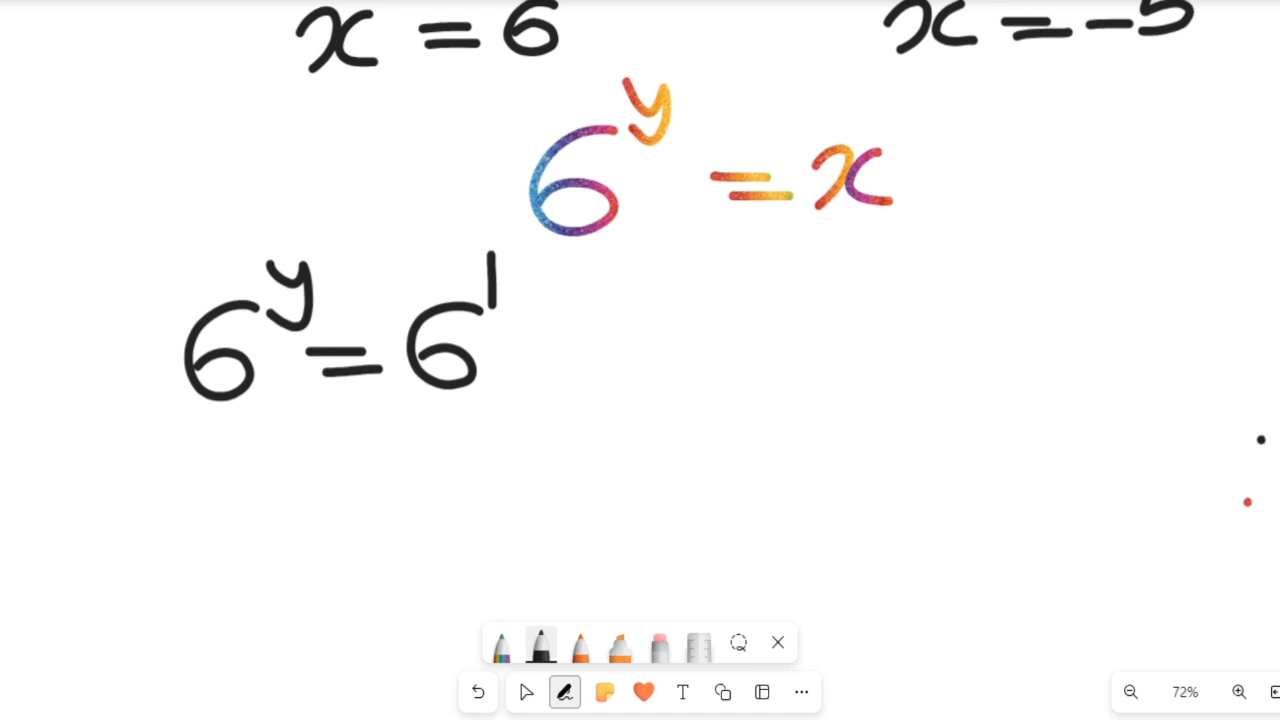 x = 6 x = -5
6^y = x
6^y = 6^1
T
72%